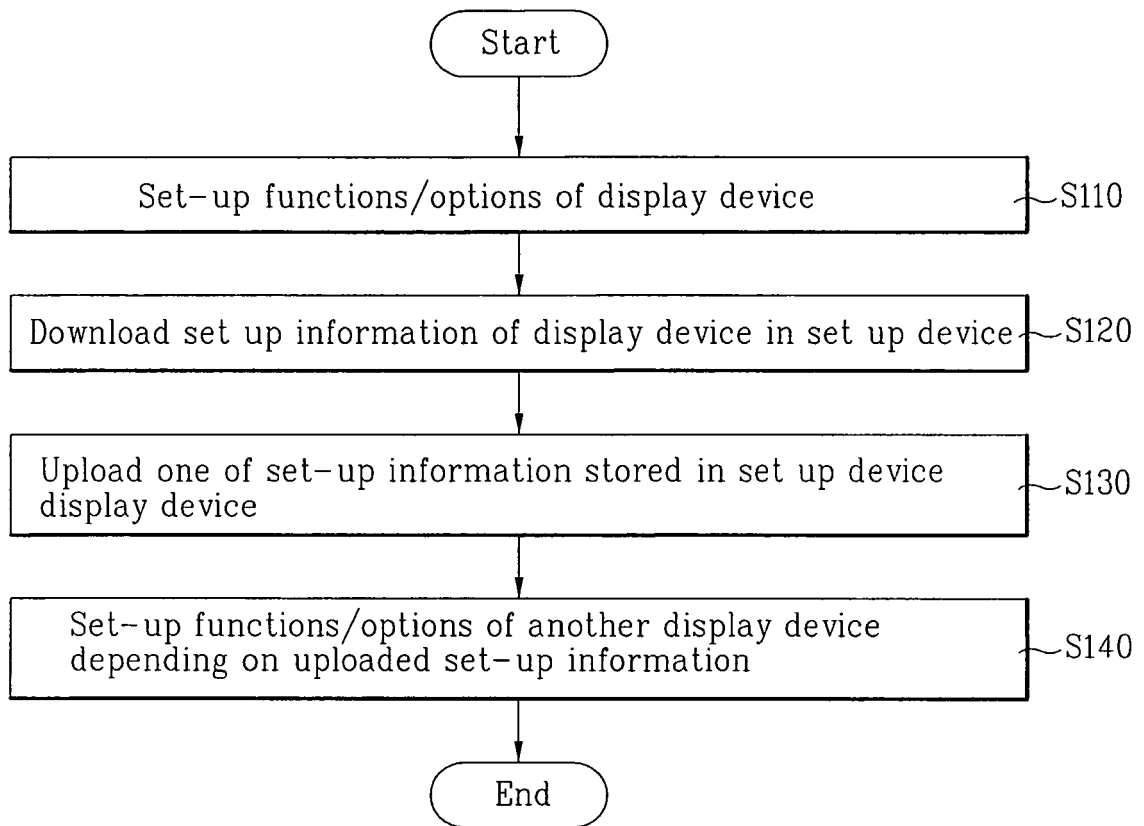 Start
Set-up functions/options of display device
S110
Download set up information of display device in set up device
S120
Upload one of set-up information stored in set up device
display device
S130
Set-up functions/options of another display device
depending on uploaded set-up information
S140
End